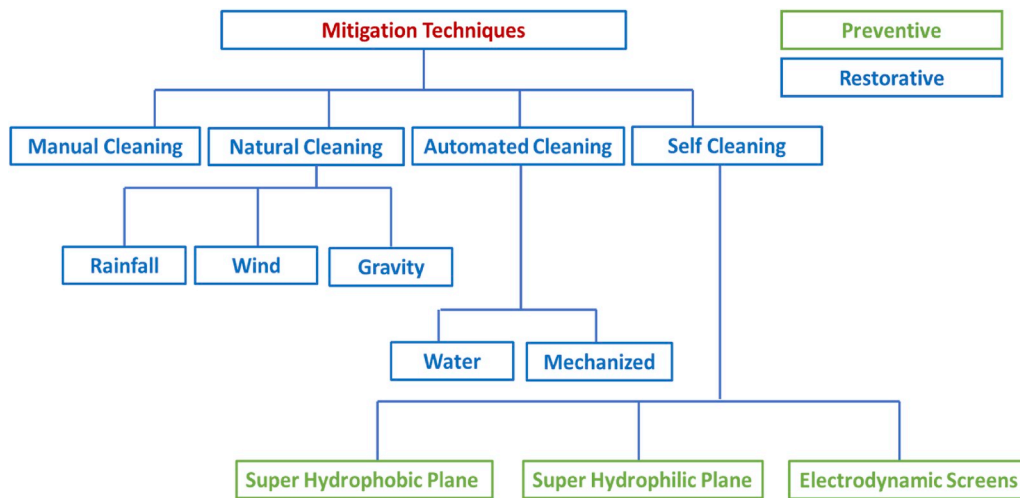 Mitigation Techniques
Preventive
Restorative
Manual Cleaning
Natural Cleaning
Automated Cleaning
Self Cleaning
Rainfall
Wind
Gravity
Water
Mechanized
Super Hydrophobic Plane
Super Hydrophilic Plane
Electrodynamic Screens